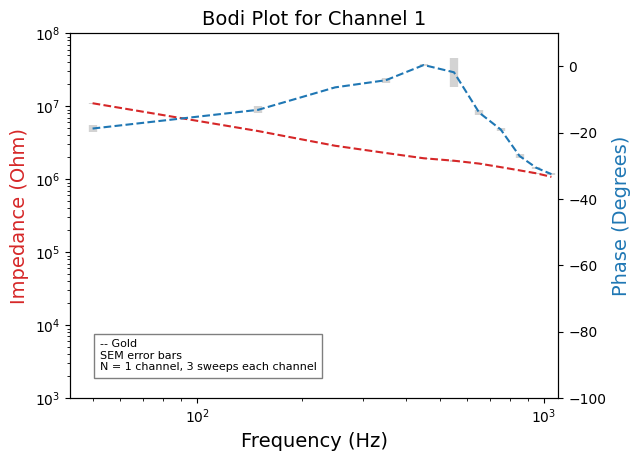 Bodi Plot for Channel 1
Impedance (Ohm)
10^8
10^7
10^6
10^5
10^4
10^3
-- Gold
SEM error bars
N = 1 channel, 3 sweeps each channel
0
−20
−40
−60
−80
−100
Phase (Degrees)
10^2
10^3
Frequency (Hz)